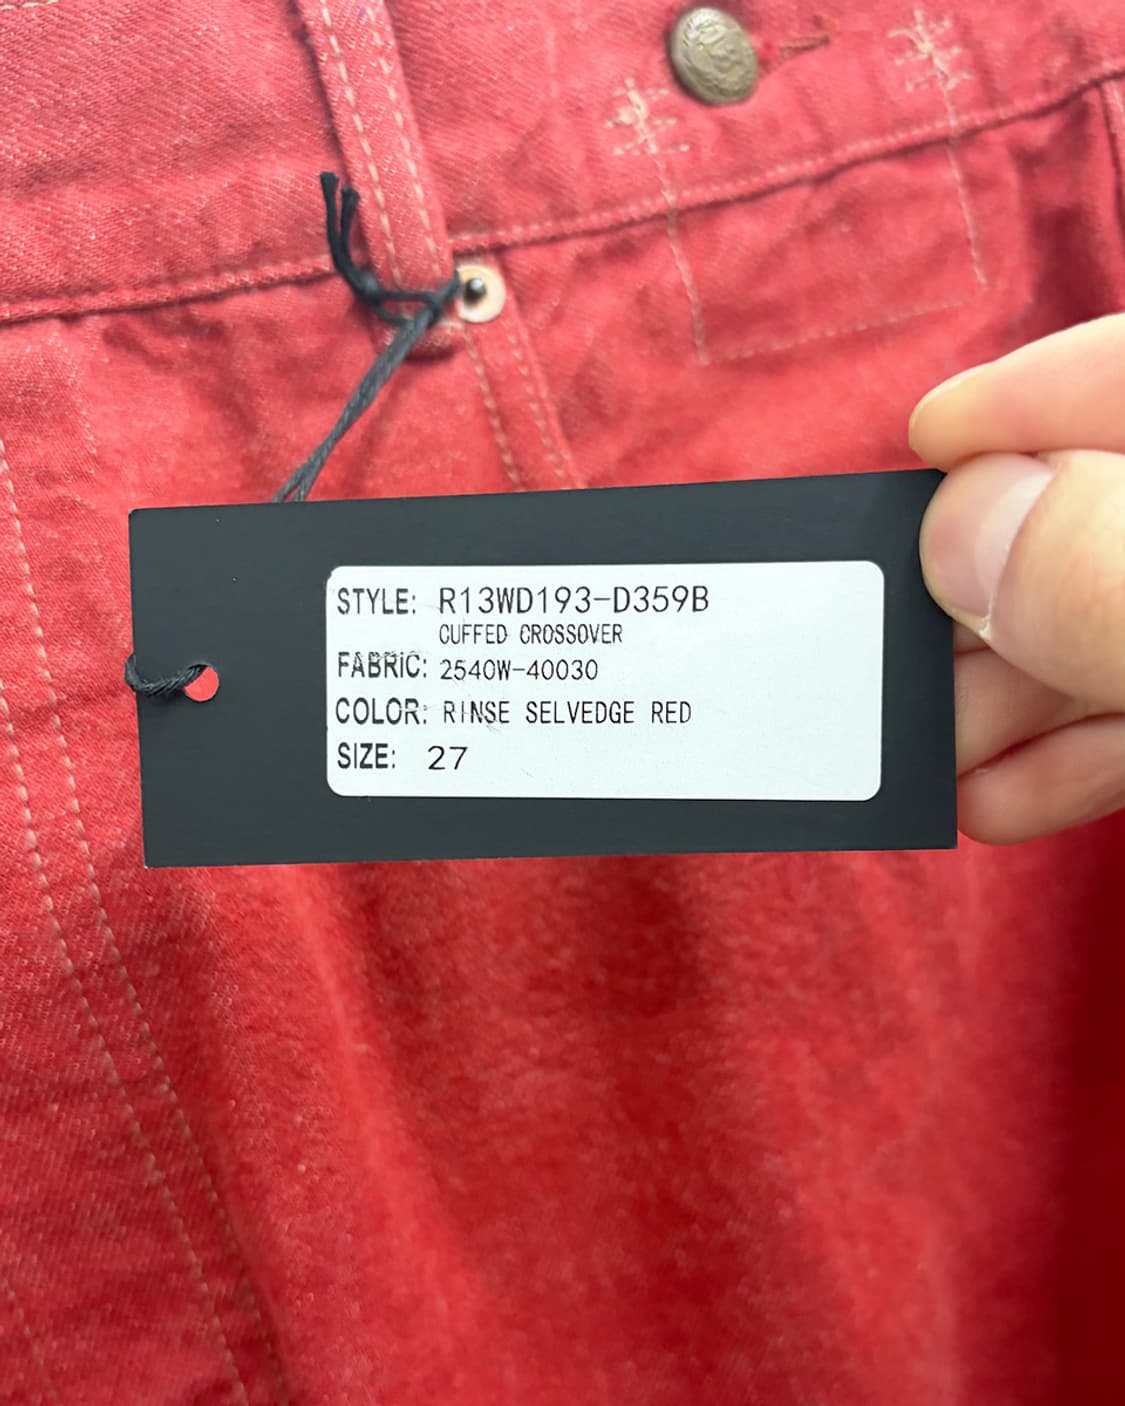 STYLE: R13WD193-D359B
CUFFED CROSSOVER
FABRIC: 2540W-40030
COLOR: RINSE SELVEDGE RED
SIZE: 27